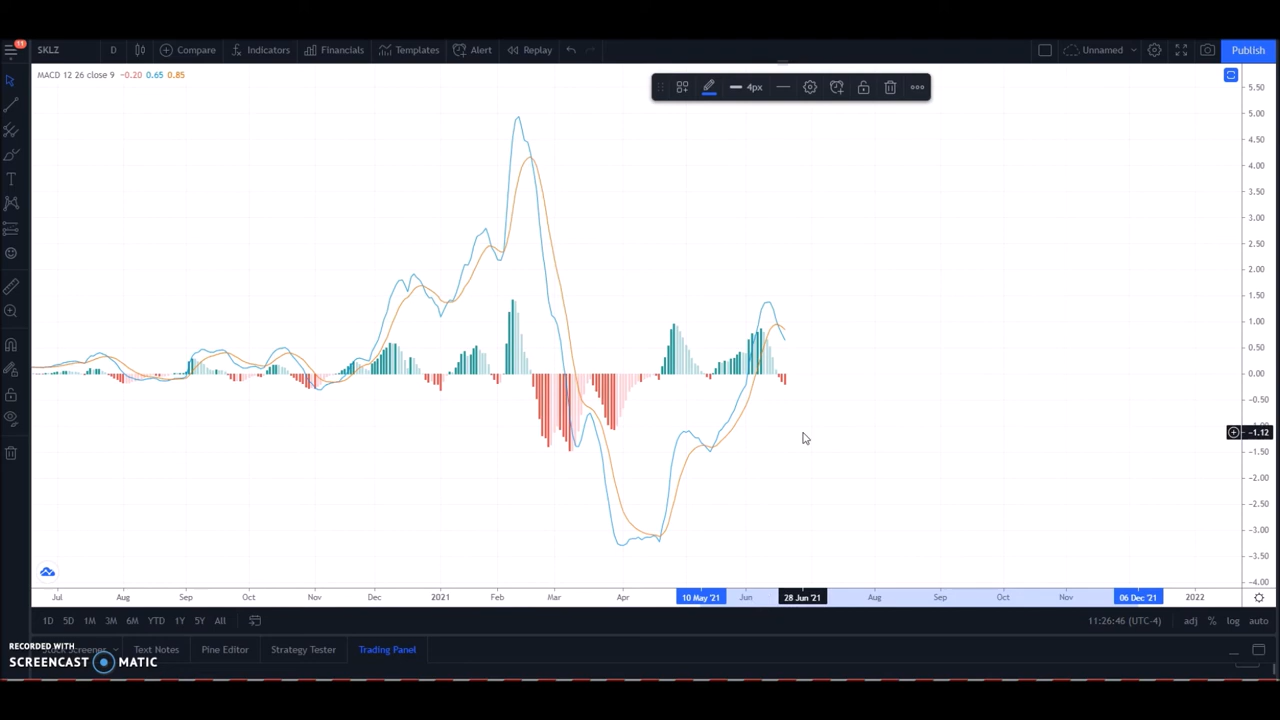 11
SKLZ D Compare Indicators Financials Templates Alert Replay Unnamed Publish
MACD 12 26 close 9 −0.20 0.65 0.85
4px
5.50
5.00
4.50
4.00
3.50
3.00
2.50
2.00
1.50
1.00
0.50
0.00
−0.50
−1.12
−1.50
−2.00
−2.50
−3.00
−3.50
−4.00
Jul Aug Sep Oct Nov Dec 2021 Feb Mar Apr 10 May '21 Jun 28 Jun '21 Aug Sep Oct Nov 06 Dec '21 2022
1D 5D 1M 3M 6M YTD 1Y 5Y All 11:26:46 (UTC-4) adj % log auto
Stock Screener Text Notes Pine Editor Strategy Tester Trading Panel
RECORDED WITH
SCREENCAST MATIC